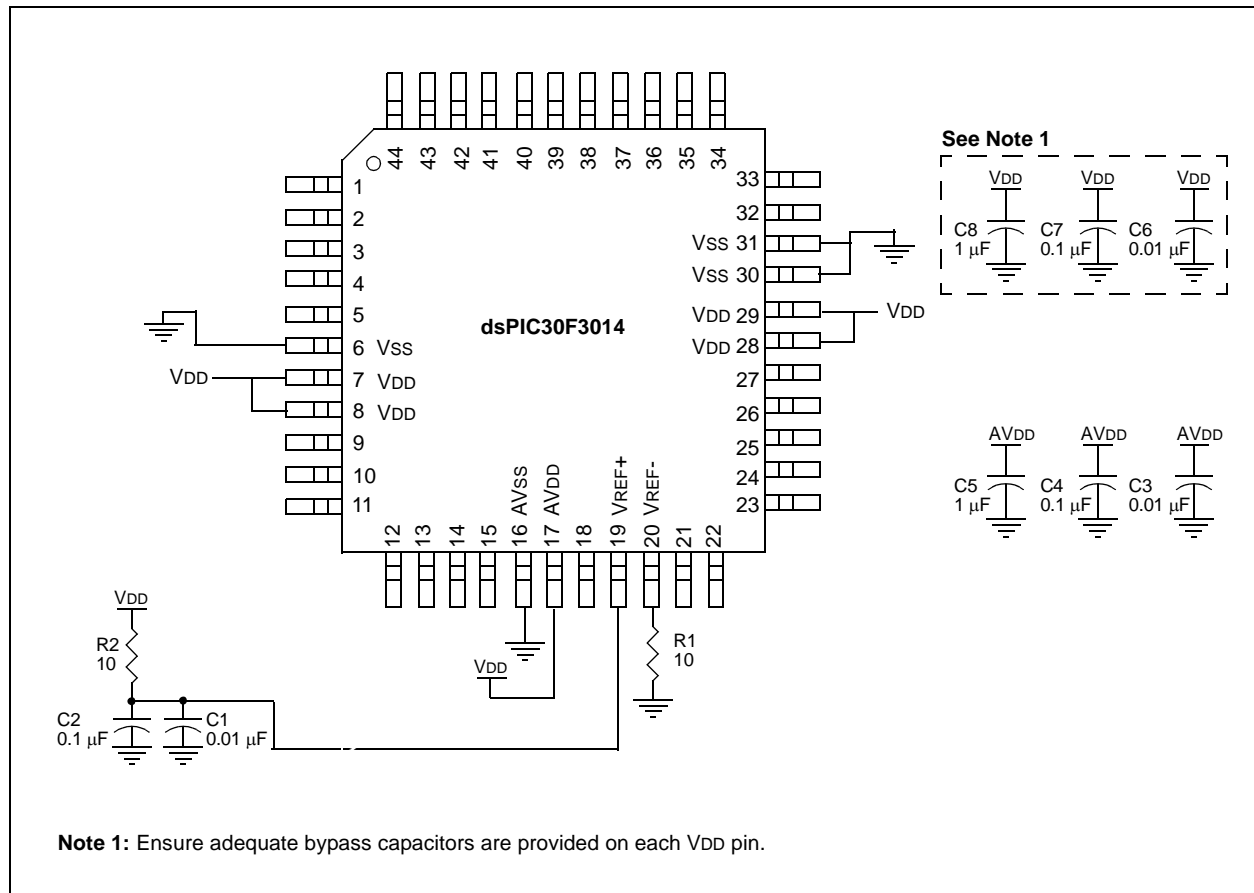 44 43 42 41 40 39 38 37 36 35 34
See Note 1
VDD VDD VDD
C8 C7 C6
1 µF 0.1 µF 0.01 µF
1
2
3
4
5
6 VSS
7 VDD
8 VDD
9
10
11
VDD
dsPIC30F3014
33
32
VSS 31
VSS 30
VDD 29
VDD 28
27
26
25
24
23
VDD
AVDD AVDD AVDD
C5 C4 C3
1 µF 0.1 µF 0.01 µF
AVSS AVDD VREF+ VREF-
12 13 14 15 16 17 18 19 20 21 22
VDD
R2
10
C2
0.1 µF
C1
0.01 µF
VDD
R1
10
Note 1: Ensure adequate bypass capacitors are provided on each VDD pin.